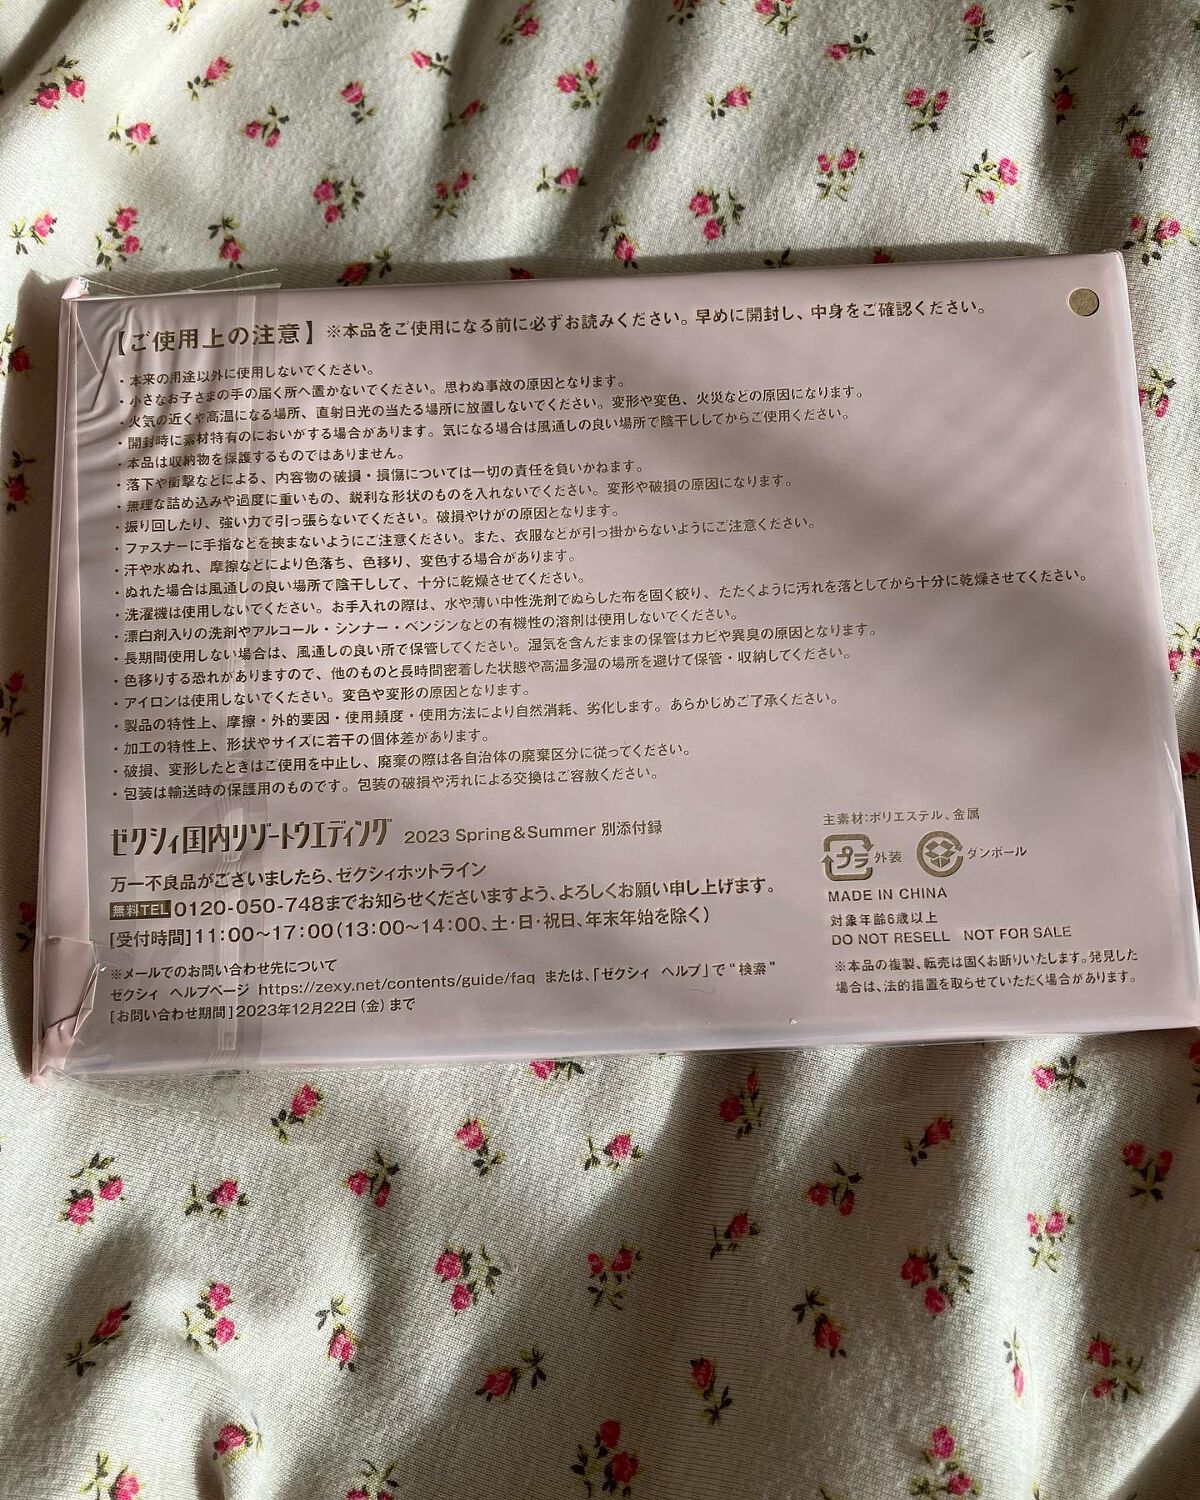 【ご使用上の注意】※本品をご使用になる前に必ずお読みください。早めに開封し、中身をご確認ください。
・本来の用途以外に使用しないでください。
・小さなお子さまの手の届く所へ置かないでください。思わぬ事故の原因となります。
・火気の近くや高温になる場所、直射日光の当たる場所に放置しないでください。変形や変色、火災などの原因になります。
・開封時に素材特有のにおいがする場合があります。気になる場合は風通しの良い場所で陰干ししてからご使用ください。
・本品は収納物を保護するものではありません。
・落下や衝撃などによる、内容物の破損・損傷については一切の責任を負いかねます。
・無理な詰め込みや過度に重いもの、鋭利な形状のものを入れないでください。変形や破損の原因になります。
・振り回したり、強い力で引っ張らないでください。破損やけがの原因となります。
・ファスナーに手指などを挟まないようにご注意ください。また、衣服などが引っ掛からないようにご注意ください。
・汗や水ぬれ、摩擦などにより色落ち、色移り、変色する場合があります。
・ぬれた場合は風通しの良い場所で陰干しして、十分に乾燥させてください。
・洗濯機は使用しないでください。お手入れの際は、水や薄い中性洗剤でぬらした布を固く絞り、たたくように汚れを落としてから十分に乾燥させてください。
・漂白剤入りの洗剤やアルコール・シンナー・ベンジンなどの有機性の溶剤は使用しないでください。
・長期間使用しない場合は、風通しの良い所で保管してください。湿気を含んだままの保管はカビや異臭の原因となります。
・色移りする恐れがありますので、他のものと長時間密着した状態や高温多湿の場所を避けて保管・収納してください。
・アイロンは使用しないでください。変色や変形の原因となります。
・製品の特性上、摩擦・外的要因・使用頻度・使用方法により自然消耗、劣化します。あらかじめご了承ください。
・加工の特性上、形状やサイズに若干の個体差があります。
・破損、変形したときはご使用を中止し、廃棄の際は各自治体の廃棄区分に従ってください。
・包装は輸送時の保護用のものです。包装の破損や汚れによる交換はご容赦ください。
ゼクシィ国内リゾートウエディング 2023 Spring&Summer 別添付録
万一不良品がございましたら、ゼクシィホットライン
無料TEL 0120-050-748までお知らせくださいますよう、よろしくお願い申し上げます。
[受付時間]11:00〜17:00(13:00〜14:00、土・日・祝日、年末年始を除く)
※メールでのお問い合わせ先について
ゼクシィ ヘルプページ https://zexy.net/contents/guide/faq または、「ゼクシィ ヘルプ」で"検索"
[お問い合わせ期間]2023年12月22日(金)まで
主素材:ポリエステル、金属
プラ 外装 ダンボール
MADE IN CHINA
対象年齢6歳以上
DO NOT RESELL NOT FOR SALE
※本品の複製、転売は固くお断りいたします。発見した
場合は、法的措置を取らせていただく場合があります。